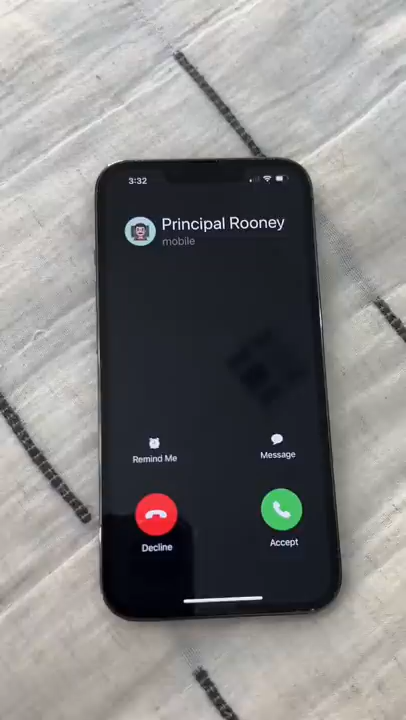 3:32
Principal Rooney
mobile
Remind Me
Message
Decline
Accept